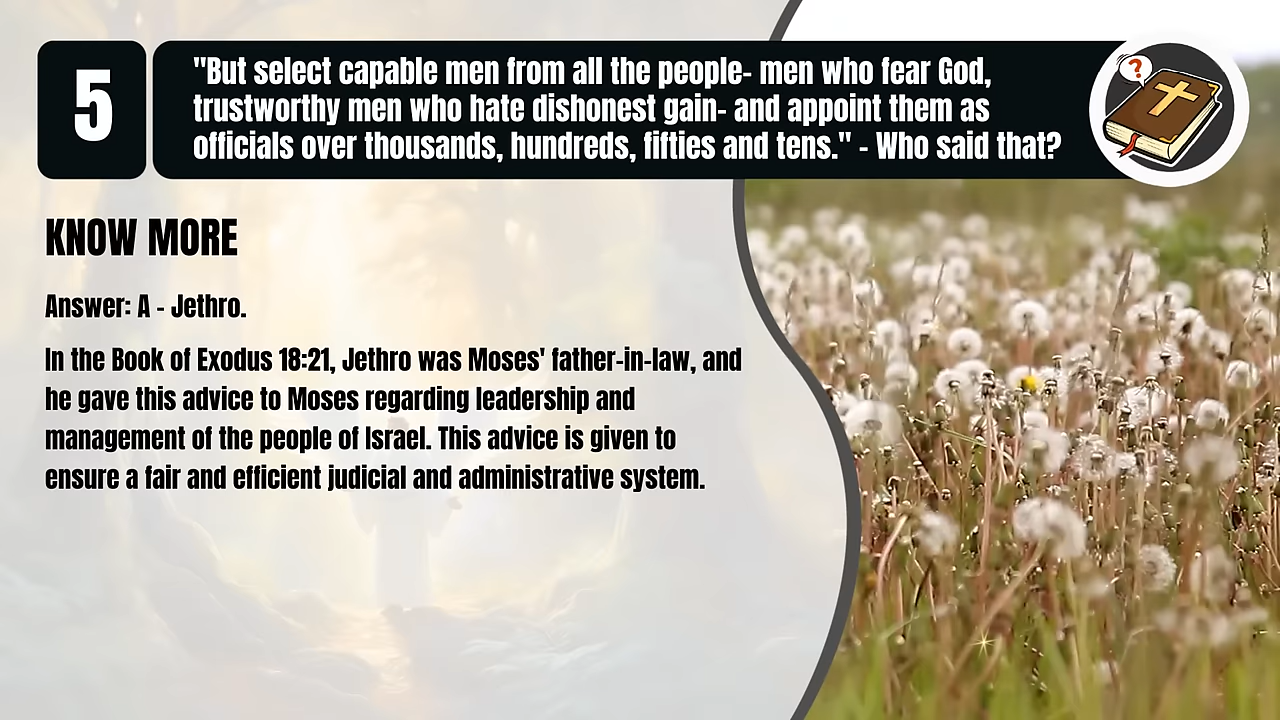 5
"But select capable men from all the people- men who fear God,
trustworthy men who hate dishonest gain- and appoint them as
officials over thousands, hundreds, fifties and tens." - Who said that?
?
KNOW MORE
Answer: A - Jethro.
In the Book of Exodus 18:21, Jethro was Moses' father-in-law, and
he gave this advice to Moses regarding leadership and
management of the people of Israel. This advice is given to
ensure a fair and efficient judicial and administrative system.